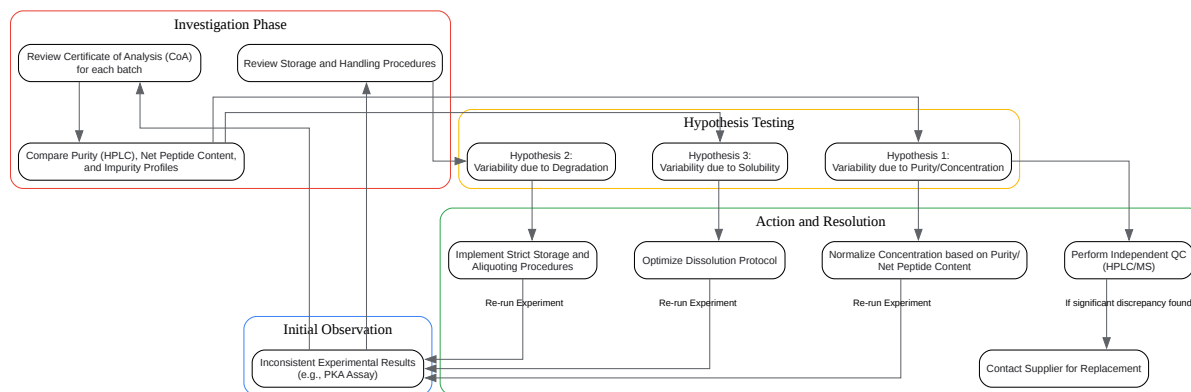 Investigation Phase
Review Certificate of Analysis (CoA)
for each batch
Review Storage and Handling Procedures
Compare Purity (HPLC), Net Peptide Content,
and Impurity Profiles
Hypothesis Testing
Hypothesis 2:
Variability due to Degradation
Hypothesis 3:
Variability due to Solubility
Hypothesis 1:
Variability due to Purity/Concentration
Action and Resolution
Implement Strict Storage and
Aliquoting Procedures
Optimize Dissolution Protocol
Normalize Concentration based on Purity/
Net Peptide Content
Perform Independent QC
(HPLC/MS)
Re-run Experiment
Re-run Experiment
Re-run Experiment
If significant discrepancy found
Initial Observation
Inconsistent Experimental Results
(e.g., PKA Assay)
Contact Supplier for Replacement